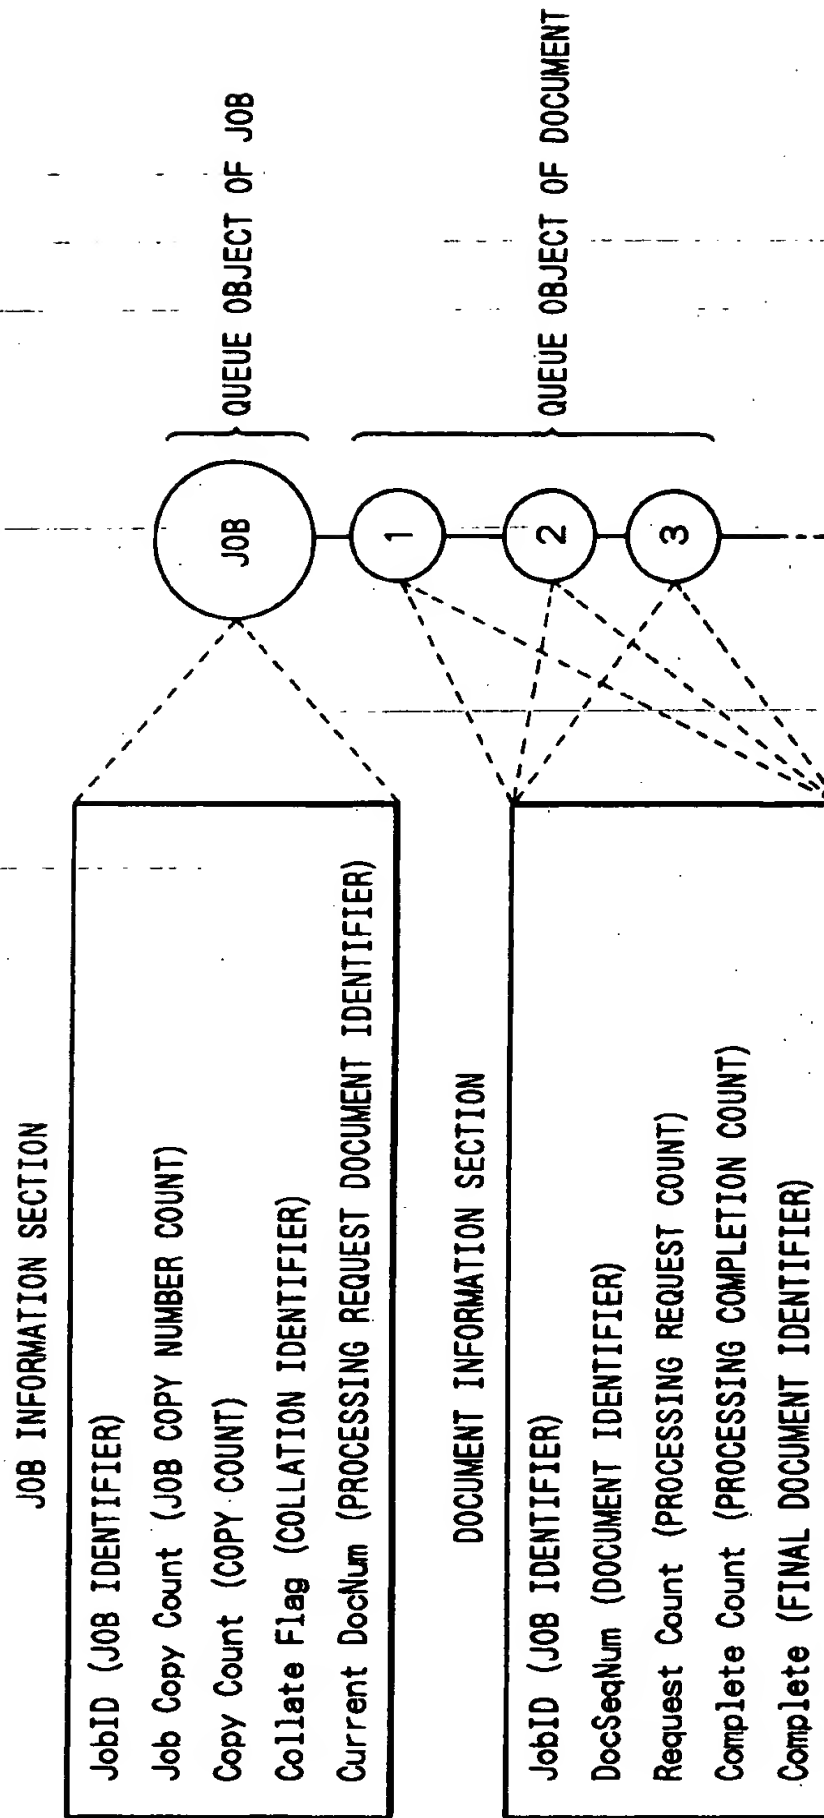 JOB INFORMATION SECTION
JobID (JOB IDENTIFIER)
Job Copy Count (JOB COPY NUMBER COUNT)
Copy Count (COPY COUNT)
Collate Flag (COLLATION IDENTIFIER)
Current DocNum (PROCESSING REQUEST DOCUMENT IDENTIFIER)
JOB
QUEUE OBJECT OF JOB
1
2
3
QUEUE OBJECT OF DOCUMENT
DOCUMENT INFORMATION SECTION
JobID (JOB IDENTIFIER)
DocSeqNum (DOCUMENT IDENTIFIER)
Request Count (PROCESSING REQUEST COUNT)
Complete Count (PROCESSING COMPLETION COUNT)
Complete (FINAL DOCUMENT IDENTIFIER)